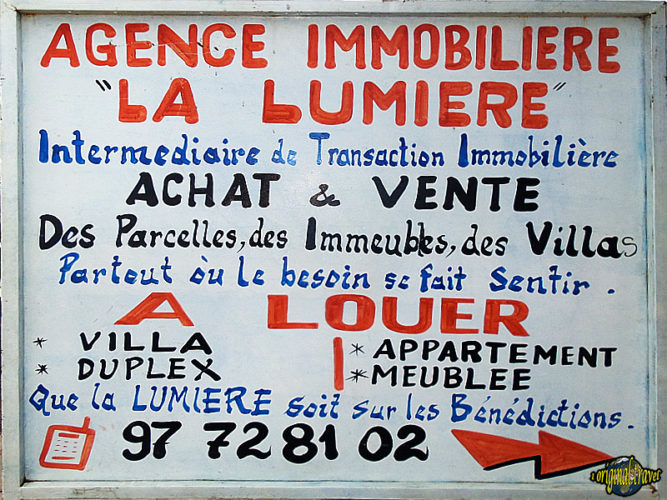 AGENCE IMMOBILIERE
"LA LUMIERE"
Intermediaire de Transaction Immobilière
ACHAT & VENTE
Des Parcelles, des Immeubles, des Villas
Partout où le besoin se fait Sentir.
A LOUER
* VILLA
* DUPLEX
* APPARTEMENT
* MEUBLEE
Que la LUMIERE soit sur les Bénédictions.
97 72 81 02
originalstravel